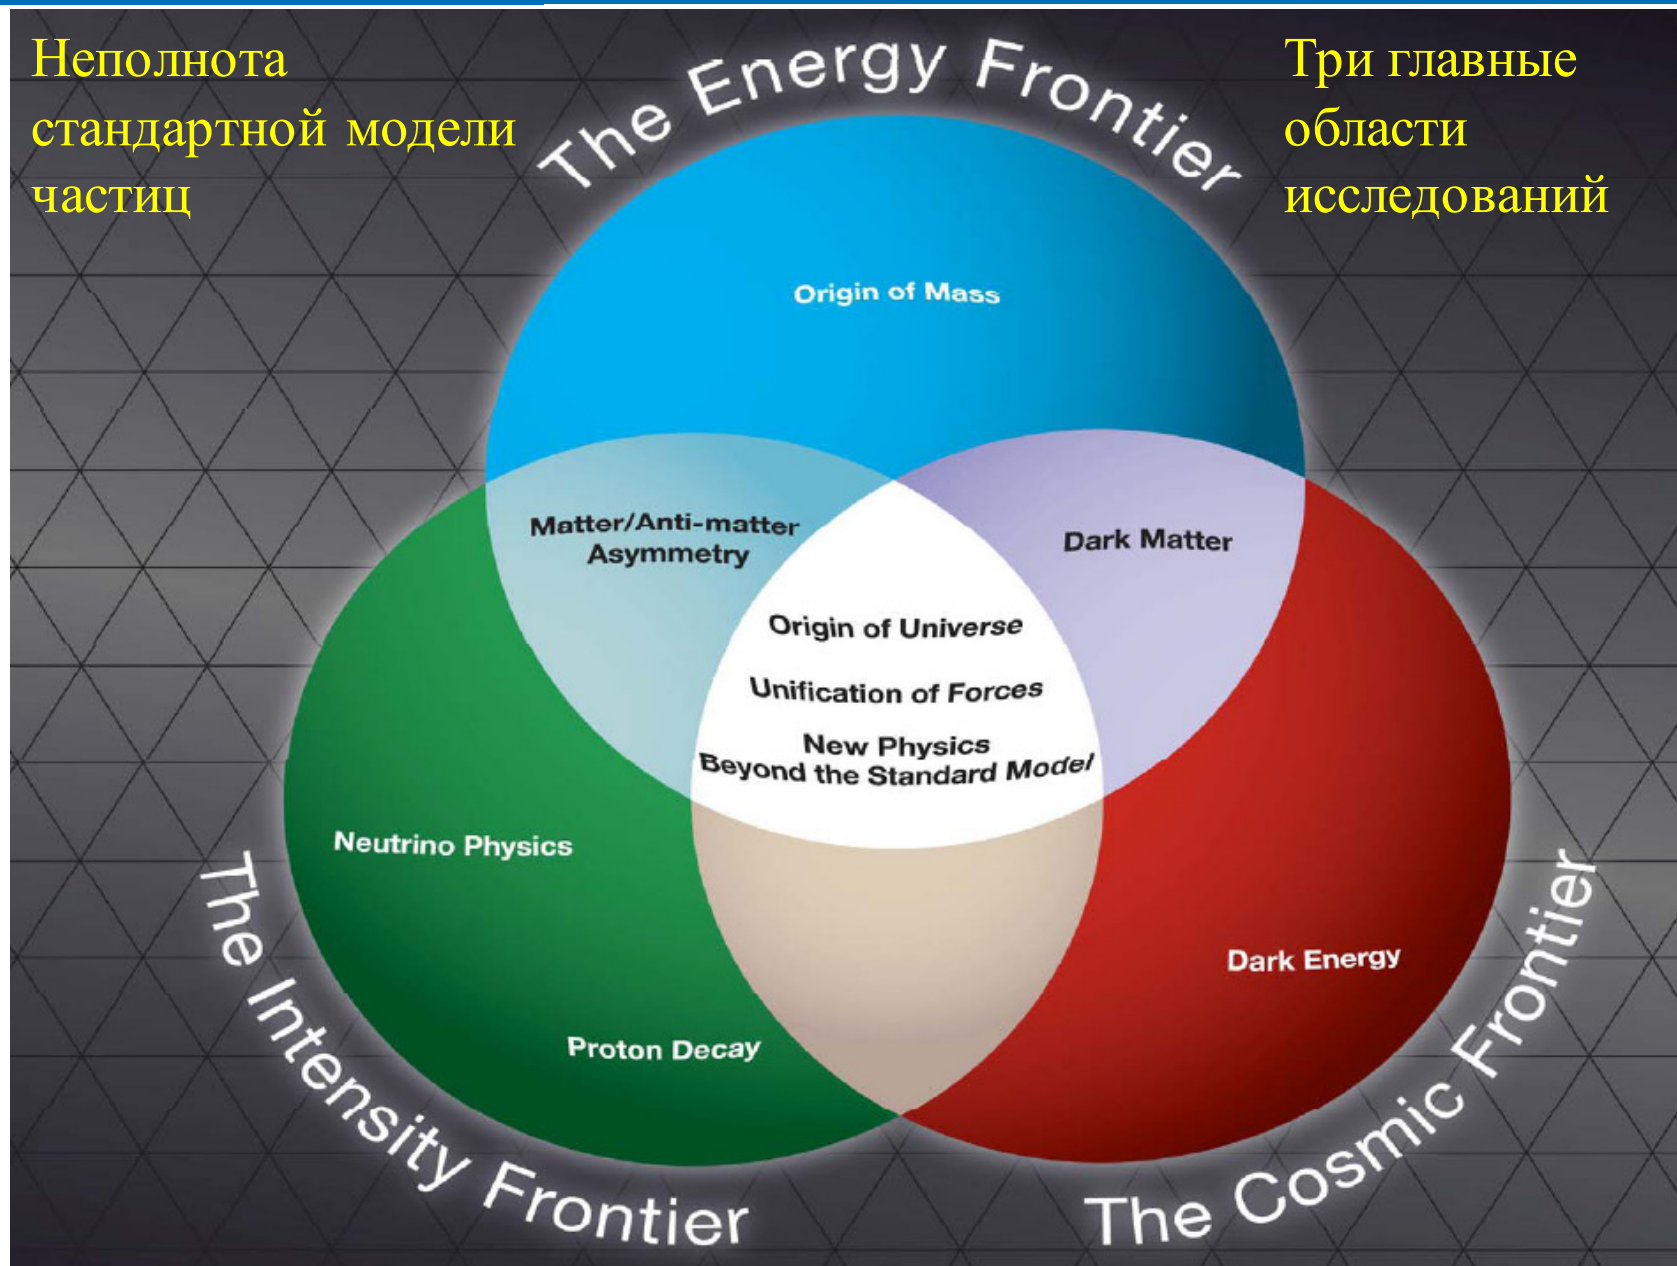 Неполнота
стандартной модели
частиц
Три главные
области
исследований
The Energy Frontier
Origin of Mass
Matter/Anti-matter
Asymmetry
Dark Matter
Origin of Universe
Unification of Forces
New Physics
Beyond the Standard Model
Neutrino Physics
Dark Energy
Proton Decay
The Intensity Frontier
The Cosmic Frontier